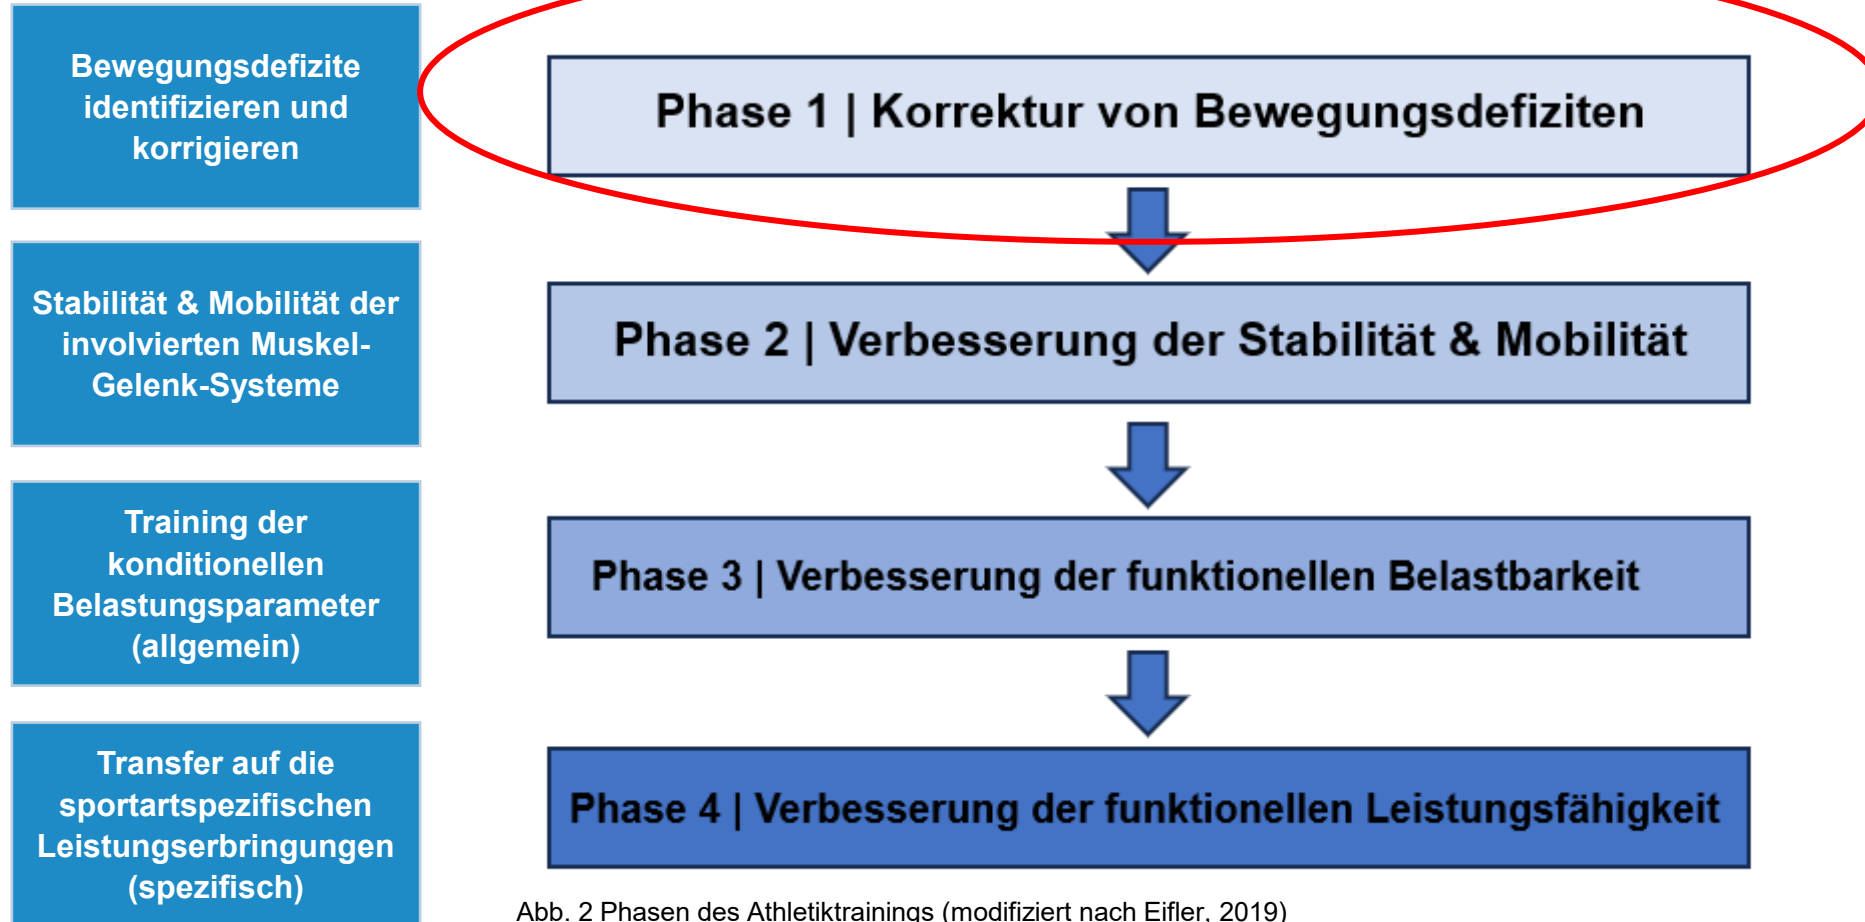 Bewegungsdefizite
identifizieren und
korrigieren
Phase 1 | Korrektur von Bewegungsdefiziten
Stabilität & Mobilität der
involvierten Muskel-
Gelenk-Systeme
Phase 2 | Verbesserung der Stabilität & Mobilität
Training der
konditionellen
Belastungsparameter
(allgemein)
Phase 3 | Verbesserung der funktionellen Belastbarkeit
Transfer auf die
sportartspezifischen
Leistungserbringungen
(spezifisch)
Phase 4 | Verbesserung der funktionellen Leistungsfähigkeit
Abb. 2 Phasen des Athletiktrainings (modifiziert nach Eifler, 2019)